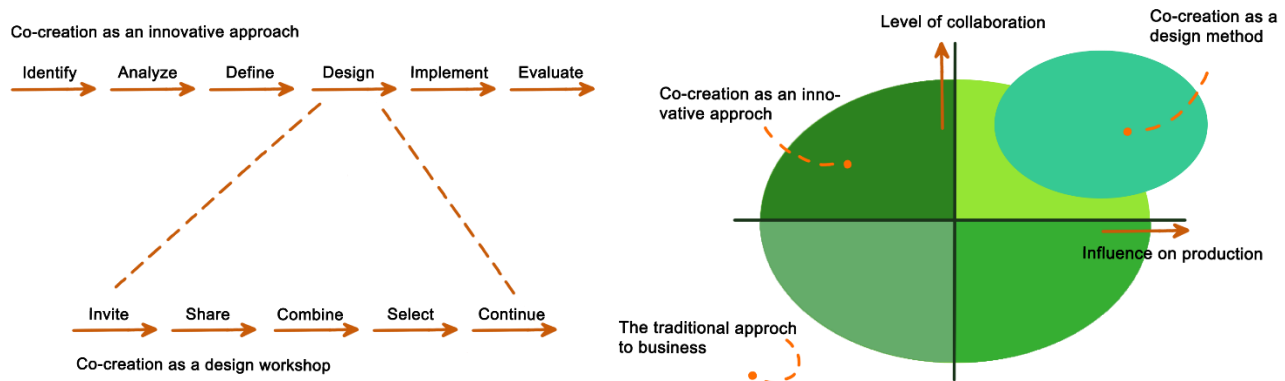 Co-creation as an innovative approach
Identify Analyze Define Design Implement Evaluate
Invite Share Combine Select Continue
Co-creation as a design workshop
Level of collaboration
Co-creation as a
design method
Co-creation as an inno-
vative approch
Influence on production
The traditional approch
to business